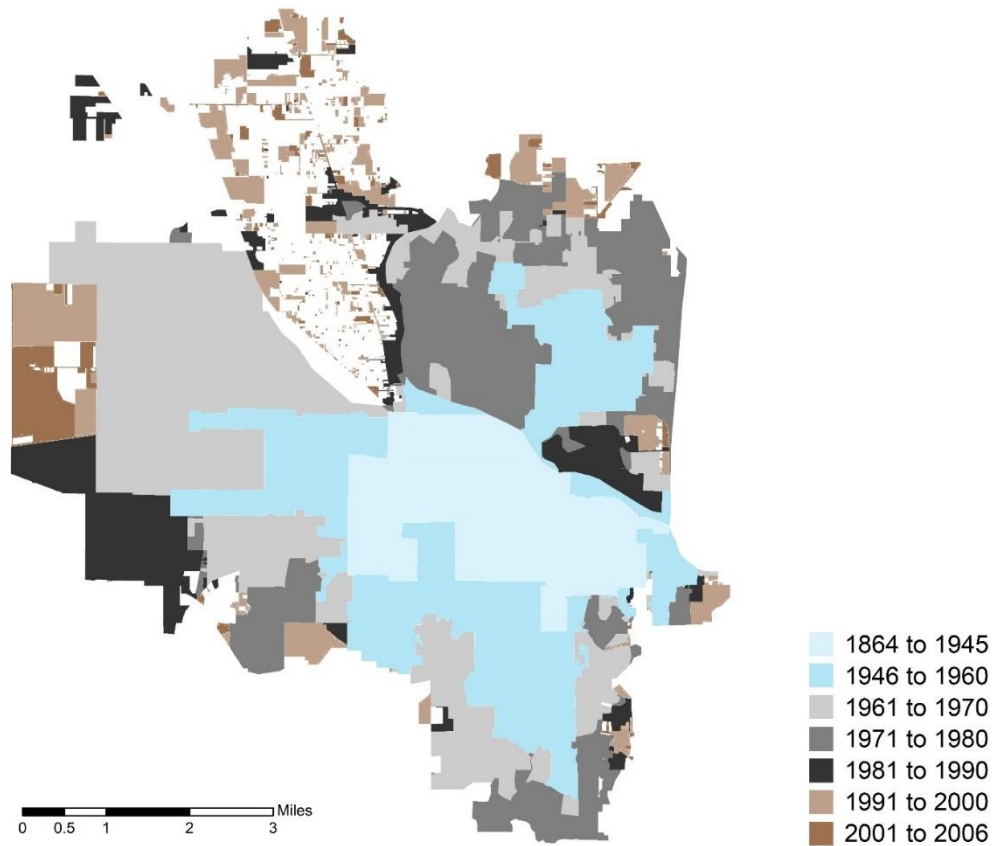 1864 to 1945
1946 to 1960
1961 to 1970
1971 to 1980
1981 to 1990
1991 to 2000
2001 to 2006
Miles
0 0.5 1 2 3